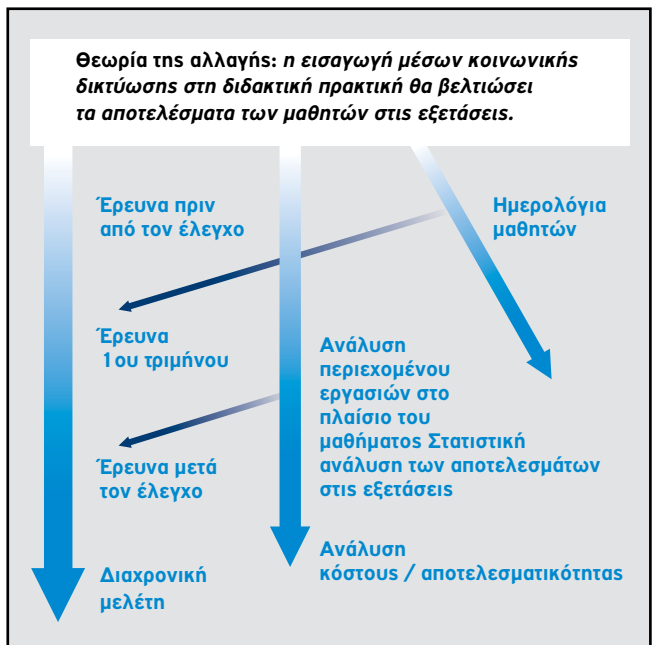 Θεωρία της αλλαγής: η εισαγωγή μέσων κοινωνικής
δικτύωσης στη διδακτική πρακτική θα βελτιώσει
τα αποτελέσματα των μαθητών στις εξετάσεις.
Έρευνα πριν
από τον έλεγχο
Ημερολόγια
μαθητών
Έρευνα
1ου τριμήνου
Ανάλυση
περιεχομένου
εργασιών στο
πλαίσιο του
μαθήματος Στατιστική
ανάλυση των αποτελεσμάτων
στις εξετάσεις
Έρευνα μετά
τον έλεγχο
Ανάλυση
κόστους / αποτελεσματικότητας
Διαχρονική
μελέτη